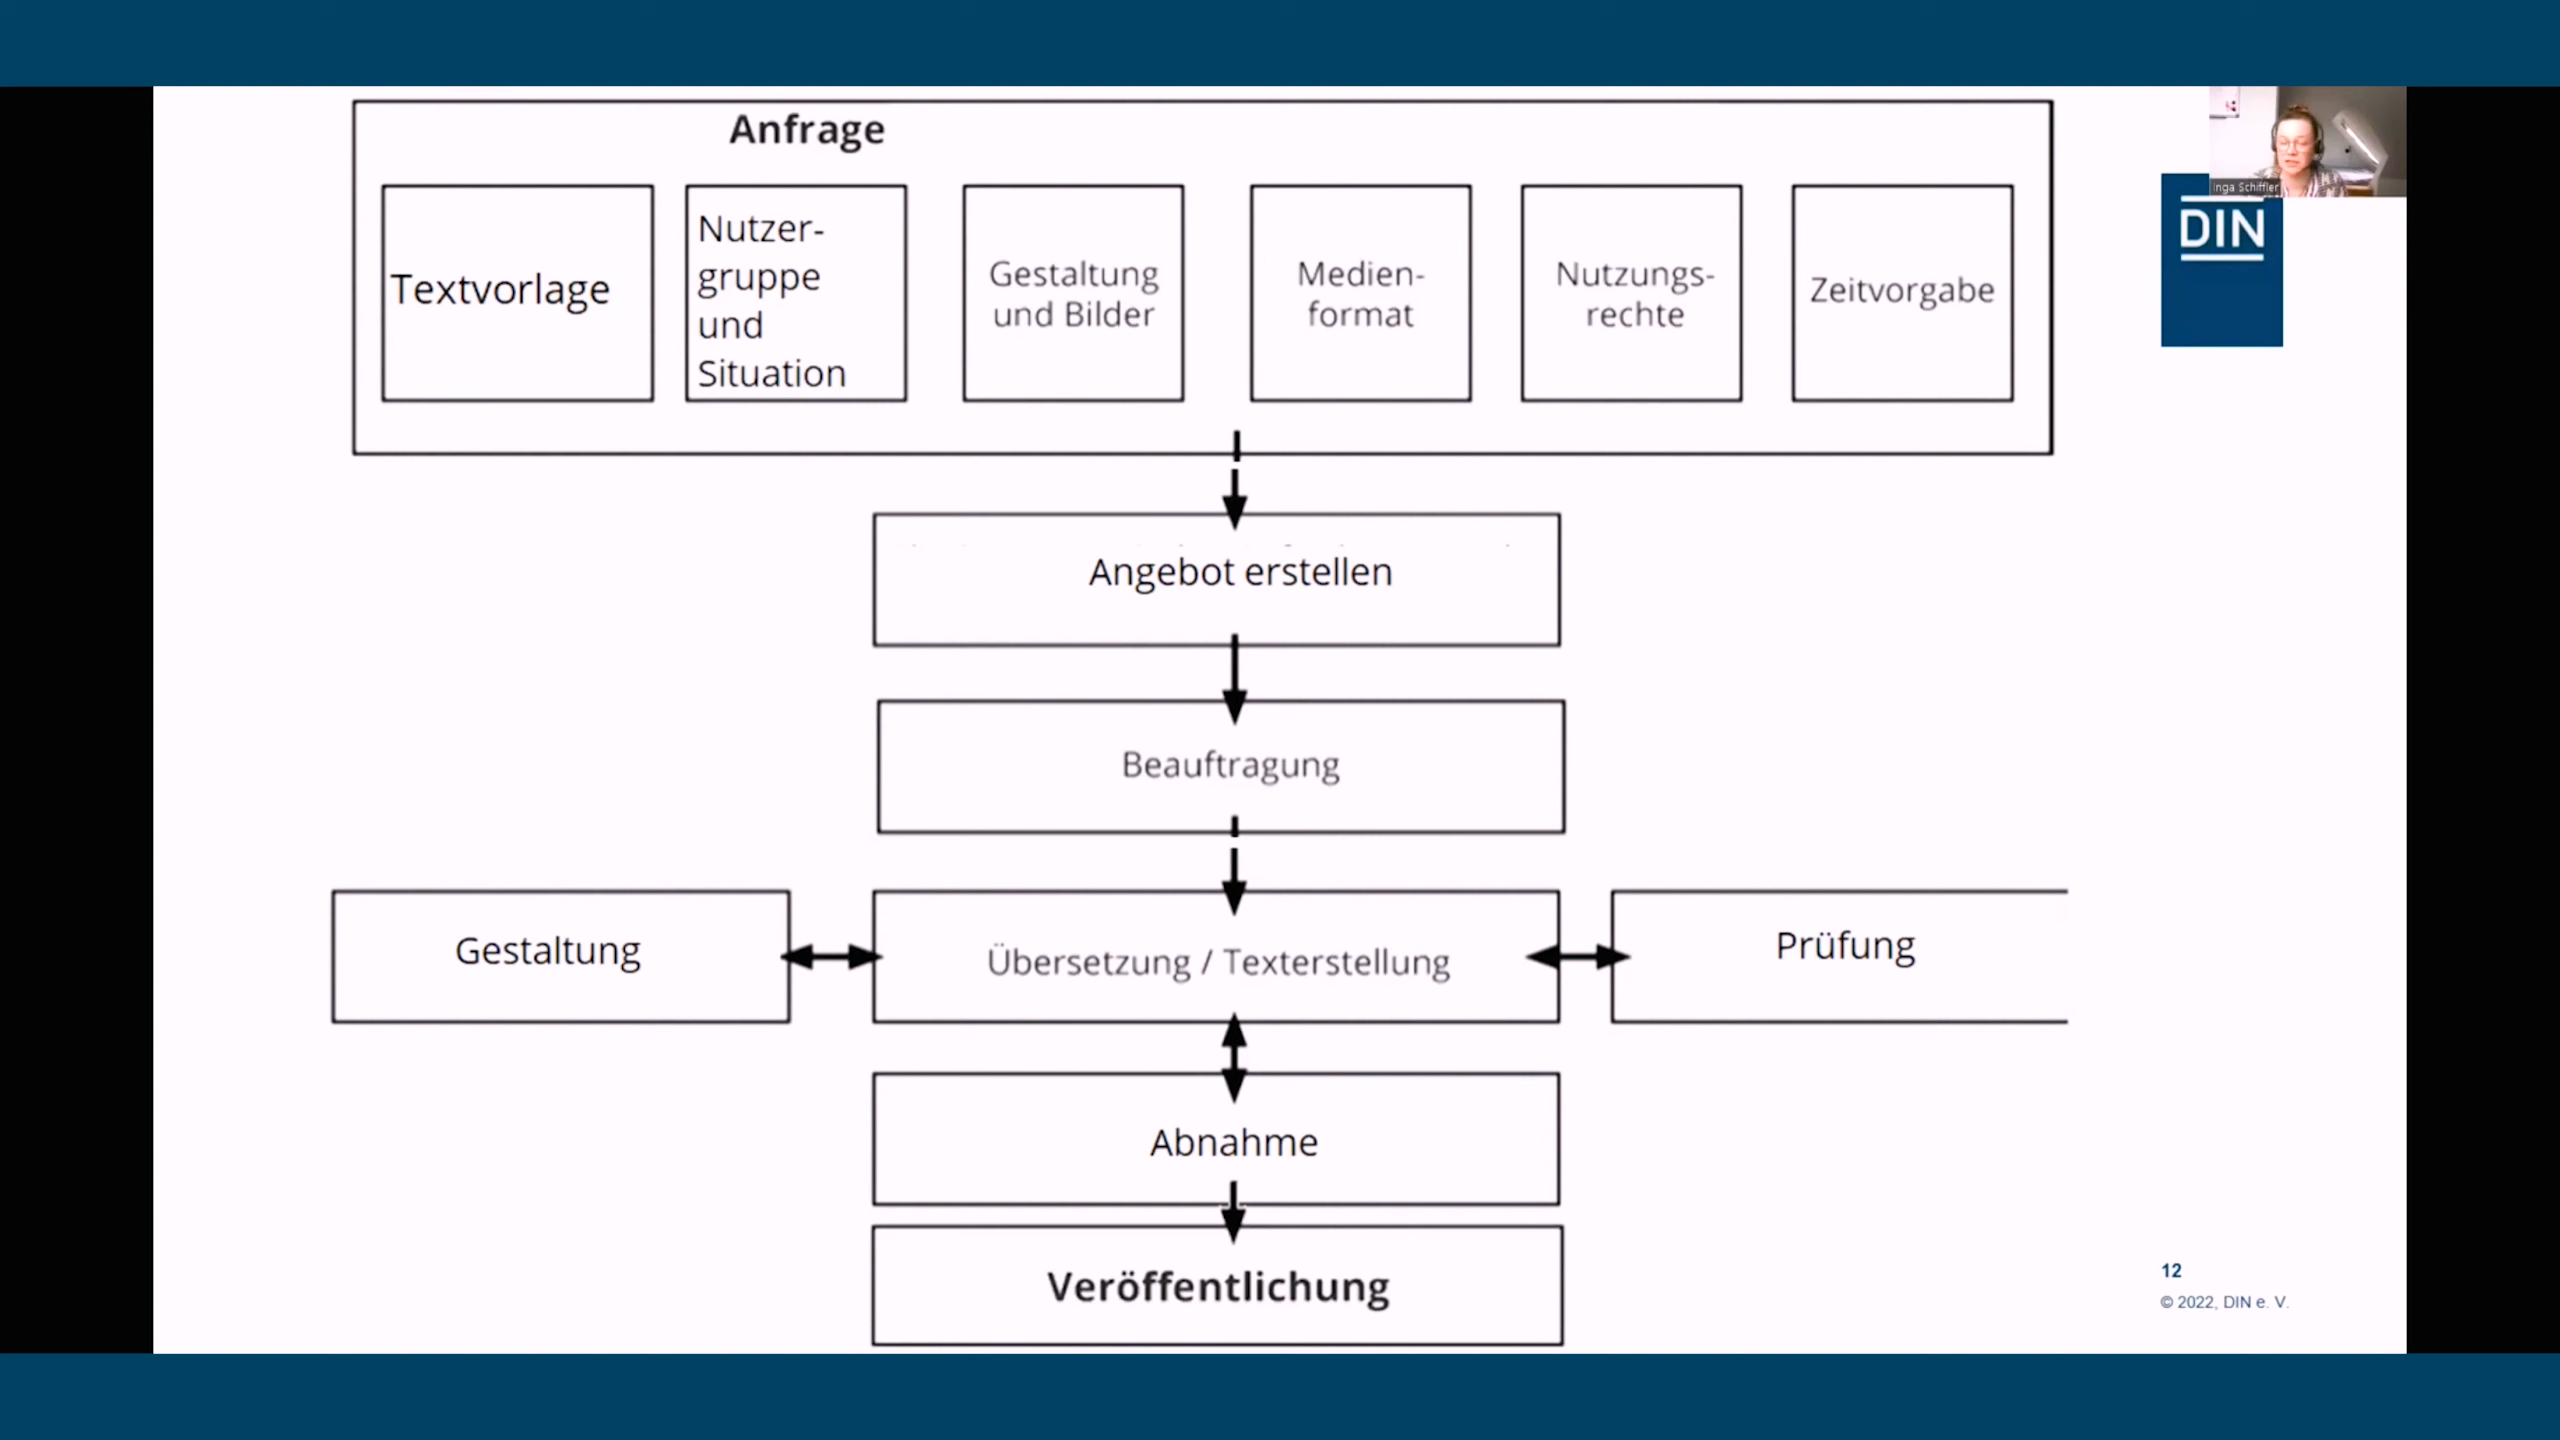 Anfrage
Textvorlage
Nutzer-
gruppe
und
Situation
Gestaltung
und Bilder
Medien-
format
Nutzungs-
rechte
Zeitvorgabe
Inga Schiffler
DIN
Angebot erstellen
Beauftragung
Gestaltung
Übersetzung / Texterstellung
Prüfung
Abnahme
Veröffentlichung
12
© 2022, DIN e. V.